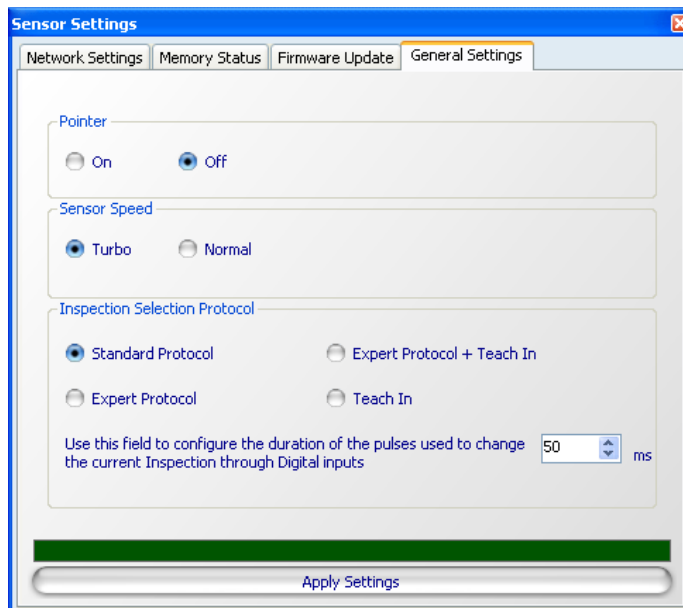 Sensor Settings
Network Settings Memory Status Firmware Update General Settings
Pointer
On Off
Sensor Speed
Turbo Normal
Inspection Selection Protocol
Standard Protocol Expert Protocol + Teach In
Expert Protocol Teach In
Use this field to configure the duration of the pulses used to change 50 ms
the current Inspection through Digital inputs
Apply Settings